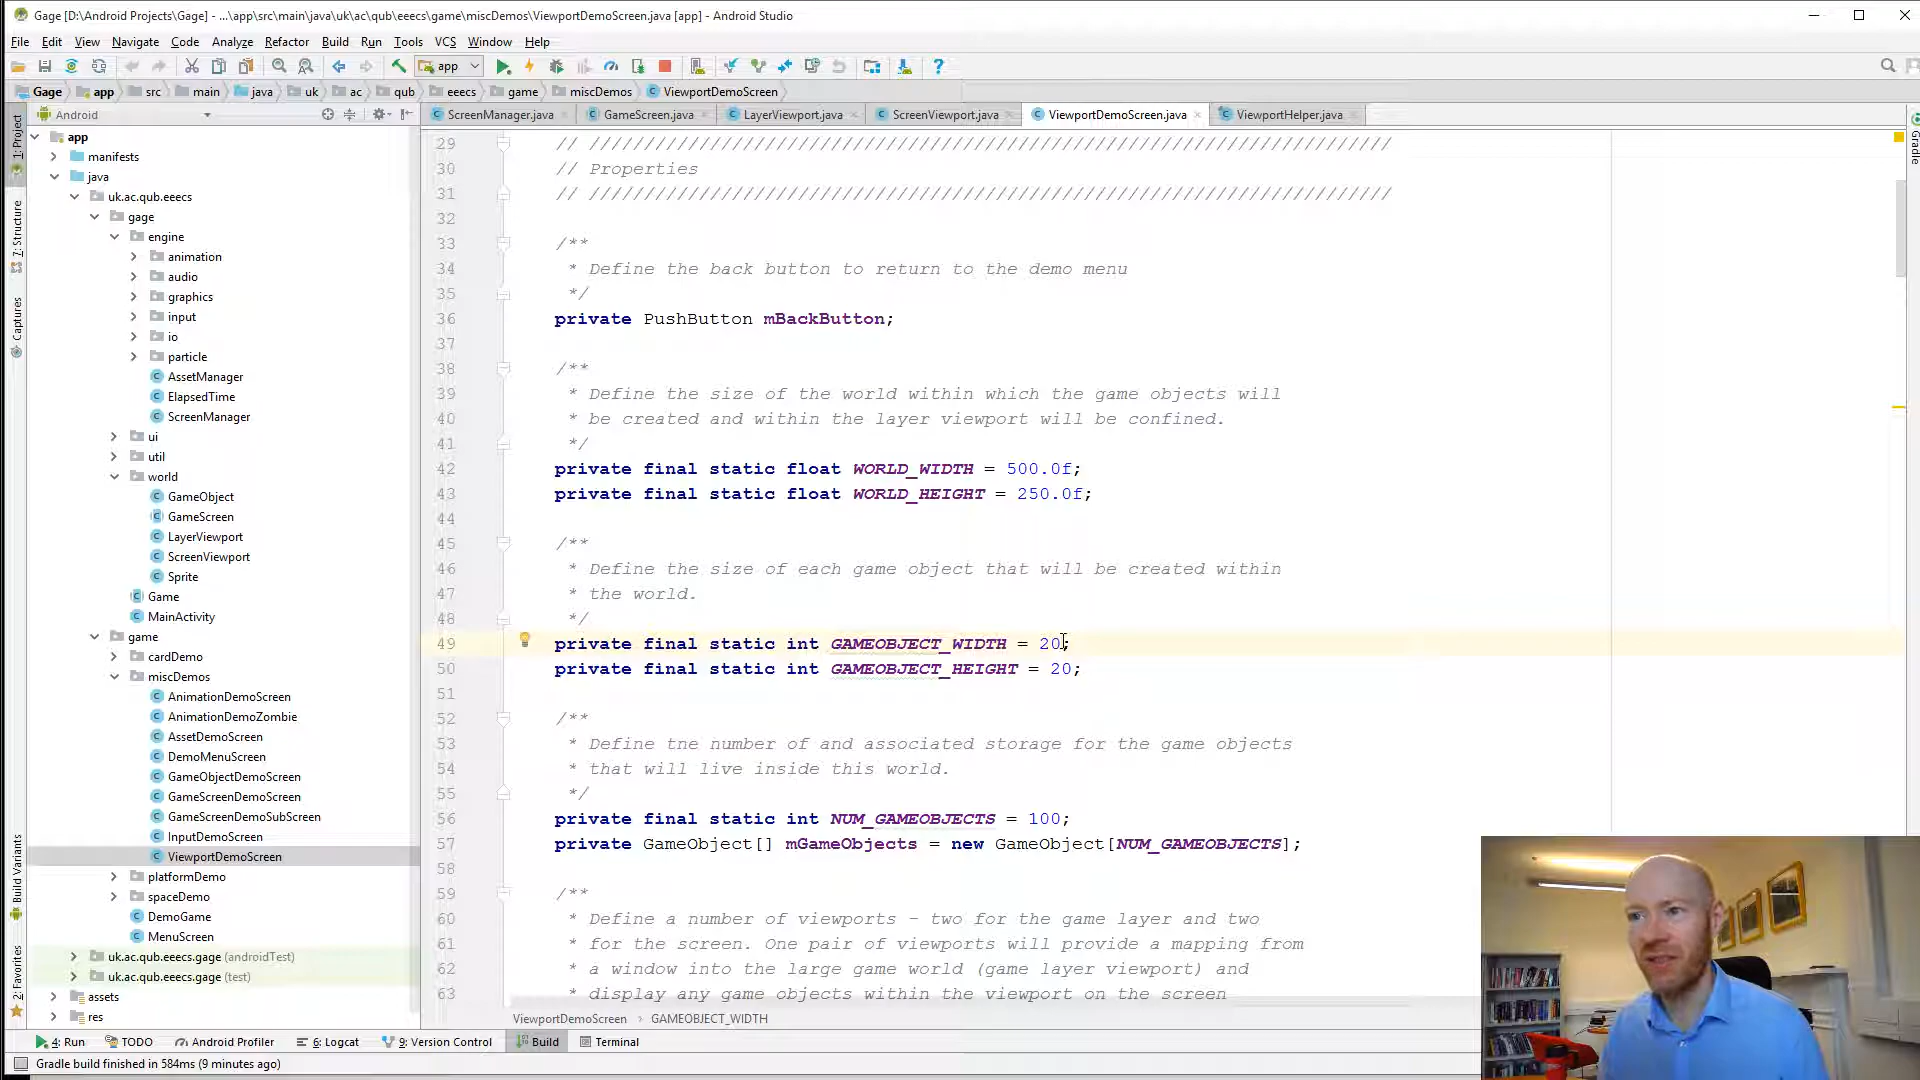 Gage [D:\Android Projects\Gage] - ...\app\src\main\java\uk\ac\qub\eeecs\game\miscDemos\ViewportDemoScreen.java [app] - Android Studio
File Edit View Navigate Code Analyze Refactor Build Run Tools VCS Window Help
app
Gage app src main java uk ac qub eeecs game miscDemos ViewportDemoScreen
Android
ScreenManager.java GameScreen.java LayerViewport.java ScreenViewport.java ViewportDemoScreen.java ViewportHelper.java
1: Project
7: Structure
Captures
Build Variants
2: Favorites
Gradle
app
manifests
java
uk.ac.qub.eeecs
gage
engine
animation
audio
graphics
input
io
particle
AssetManager
ElapsedTime
ScreenManager
ui
util
world
GameObject
GameScreen
LayerViewport
ScreenViewport
Sprite
Game
MainActivity
game
cardDemo
miscDemos
AnimationDemoScreen
AnimationDemoZombie
AssetDemoScreen
DemoMenuScreen
GameObjectDemoScreen
GameScreenDemoScreen
GameScreenDemoSubScreen
InputDemoScreen
ViewportDemoScreen
platformDemo
spaceDemo
DemoGame
MenuScreen
uk.ac.qub.eeecs.gage (androidTest)
uk.ac.qub.eeecs.gage (test)
assets
res
29 // /////////////////////////////////////////////////////////////////////////
30 // Properties
31 // /////////////////////////////////////////////////////////////////////////
32
33 /**
34 * Define the back button to return to the demo menu
35 */
36 private PushButton mBackButton;
37
38 /**
39 * Define the size of the world within which the game objects will
40 * be created and within the layer viewport will be confined.
41 */
42 private final static float WORLD_WIDTH = 500.0f;
43 private final static float WORLD_HEIGHT = 250.0f;
44
45 /**
46 * Define the size of each game object that will be created within
47 * the world.
48 */
49 private final static int GAMEOBJECT_WIDTH = 20;
50 private final static int GAMEOBJECT_HEIGHT = 20;
51
52 /**
53 * Define tne number of and associated storage for the game objects
54 * that will live inside this world.
55 */
56 private final static int NUM_GAMEOBJECTS = 100;
57 private GameObject[] mGameObjects = new GameObject[NUM_GAMEOBJECTS];
58
59 /**
60 * Define a number of viewports - two for the game layer and two
61 * for the screen. One pair of viewports will provide a mapping from
62 * a window into the large game world (game layer viewport) and
63 * display any game objects within the viewport on the screen
ViewportDemoScreen GAMEOBJECT_WIDTH
4: Run TODO Android Profiler 6: Logcat 9: Version Control Build Terminal
Gradle build finished in 584ms (9 minutes ago)